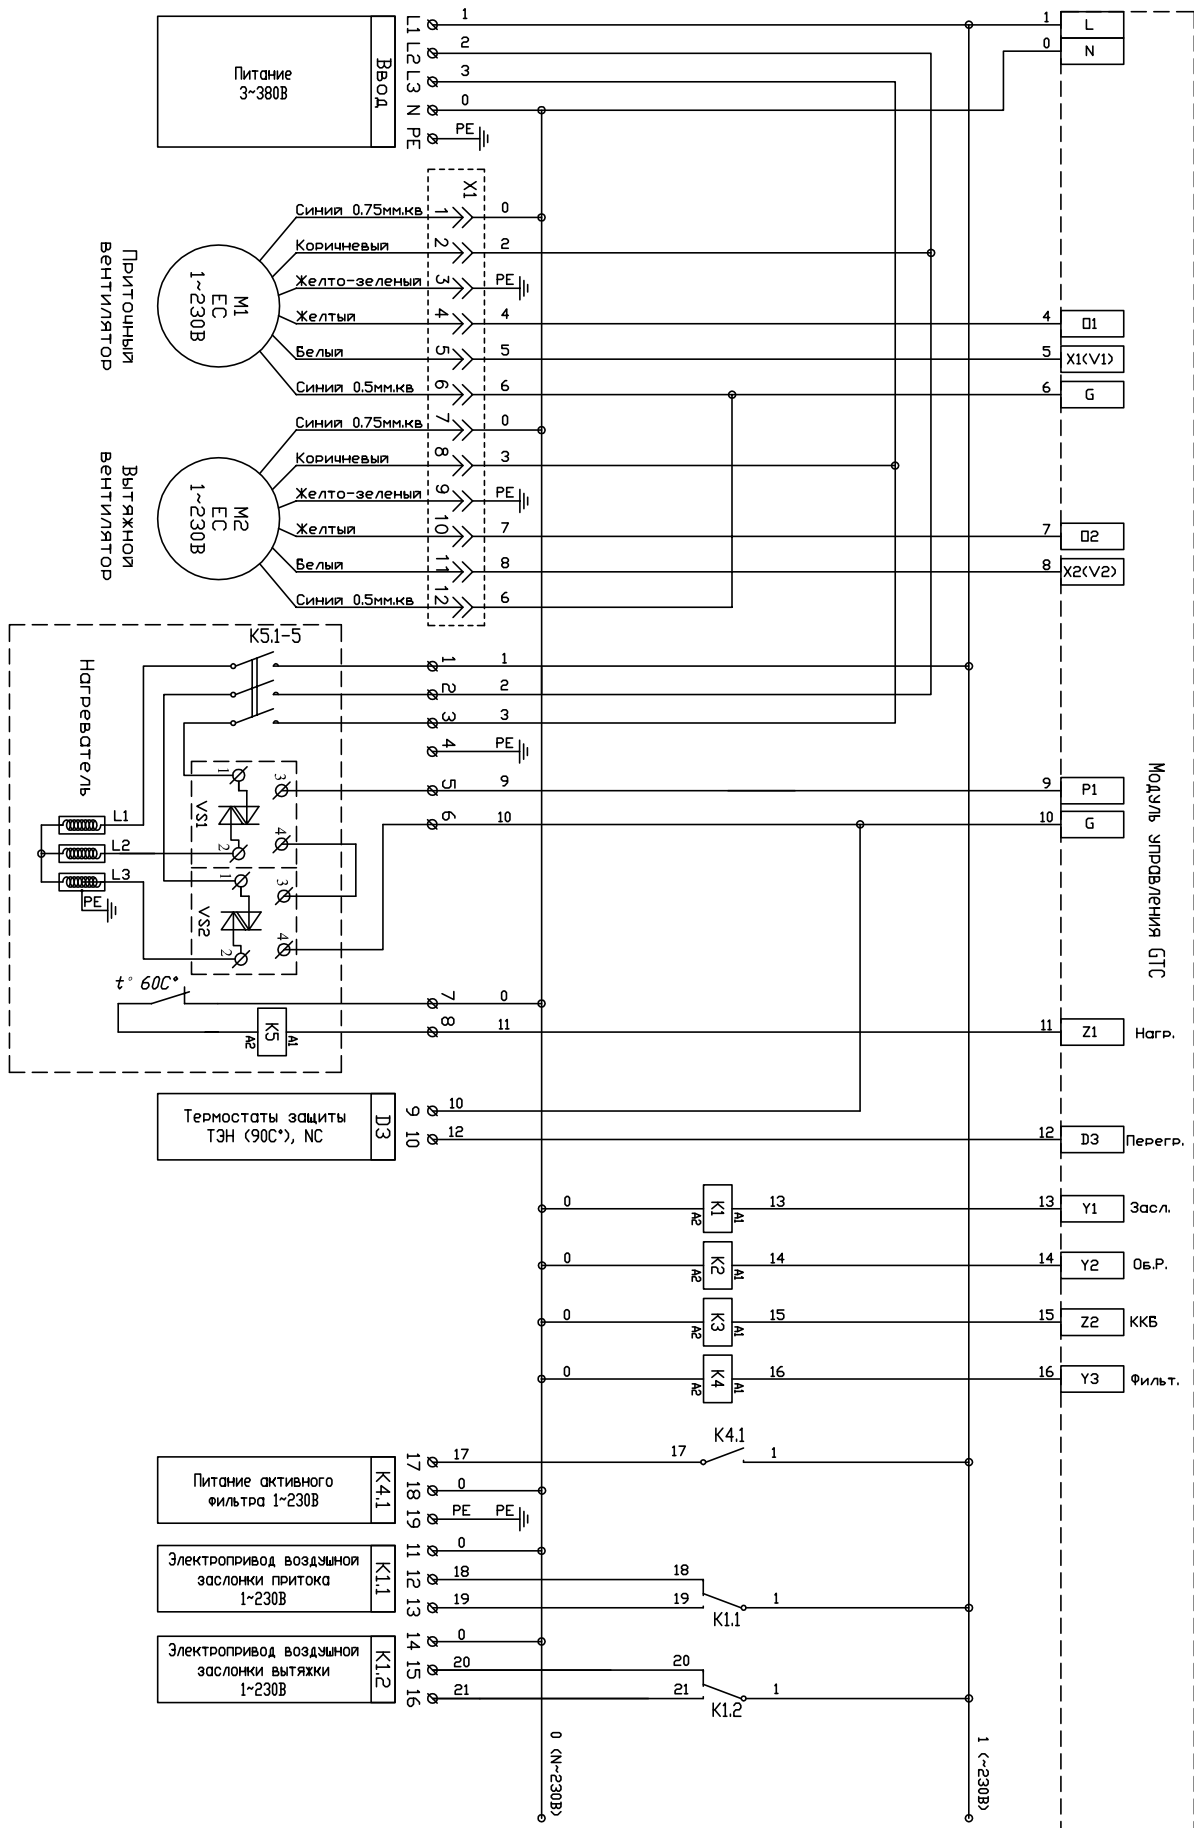 Питание
3~380В
Ввод
L1
1
L2
2
L3
3
N
0
PE
PE
1
L
0
N
X1
Синий 0.75мм.кв
1
0
Коричневый
2
2
Желто-зеленый
3
PE
Желтый
4
4
4
D1
Белый
5
5
5
X1(V1)
Синий 0.5мм.кв
6
6
6
G
M1
EC
1~230В
Приточный
вентилятор
Синий 0.75мм.кв
7
0
Коричневый
8
3
Желто-зеленый
9
PE
Желтый
10
7
7
D2
Белый
11
8
8
X2(V2)
Синий 0.5мм.кв
12
6
M2
EC
1~230В
Вытяжной
вентилятор
Нагреватель
K5.1-5
1
1
2
2
3
3
4
PE
5
9
9
P1
6
10
10
G
1
3
VS1
2
4
1
3
VS2
2
4
L1
L2
L3
PE
t° 60С°
7
0
K5
A1
A2
8
11
11
Z1
Нагр.
Модуль управления GTC
Термостаты защиты
ТЭН (90С°), NC
D3
9
10
10
12
12
D3
Перегр.
0
K1
A1
A2
13
13
Y1
Засл.
0
K2
A1
A2
14
14
Y2
Об.Р.
0
K3
A1
A2
15
15
Z2
ККБ
0
K4
A1
A2
16
16
Y3
Фильт.
Питание активного
фильтра 1~230В
K4.1
17
17
17
K4.1
1
18
0
19
PE
PE
Электропривод воздушной
заслонки притока
1~230В
K1.1
11
0
12
18
18
13
19
19
K1.1
1
Электропривод воздушной
заслонки вытяжки
1~230В
K1.2
14
0
15
20
20
16
21
21
K1.2
1
0 (N~230В)
1 (~230В)